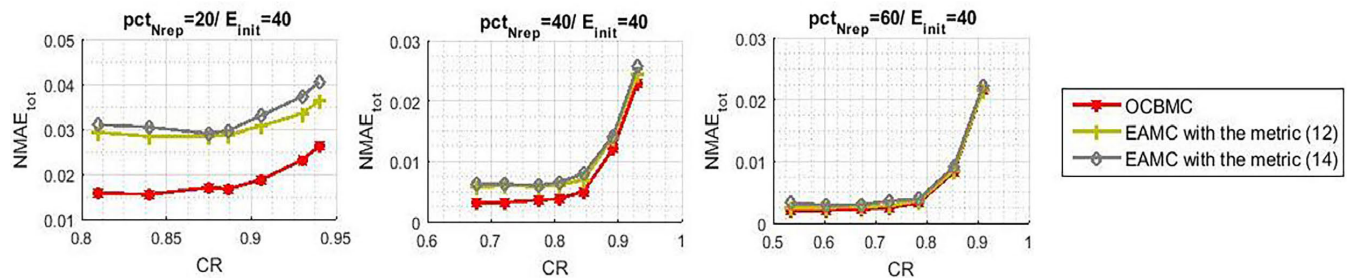 pct_Nrep=20/ E_init=40
NMAE_tot
0.05
0.04
0.03
0.02
0.01
0.8
0.85
0.9
0.95
CR
pct_Nrep=40/ E_init=40
NMAE_tot
0.03
0.02
0.01
0
0.6
0.7
0.8
0.9
1
CR
pct_Nrep=60/ E_init=40
NMAE_tot
0.03
0.02
0.01
0
0.5
0.6
0.7
0.8
0.9
1
CR
OCBMC
EAMC with the metric (12)
EAMC with the metric (14)